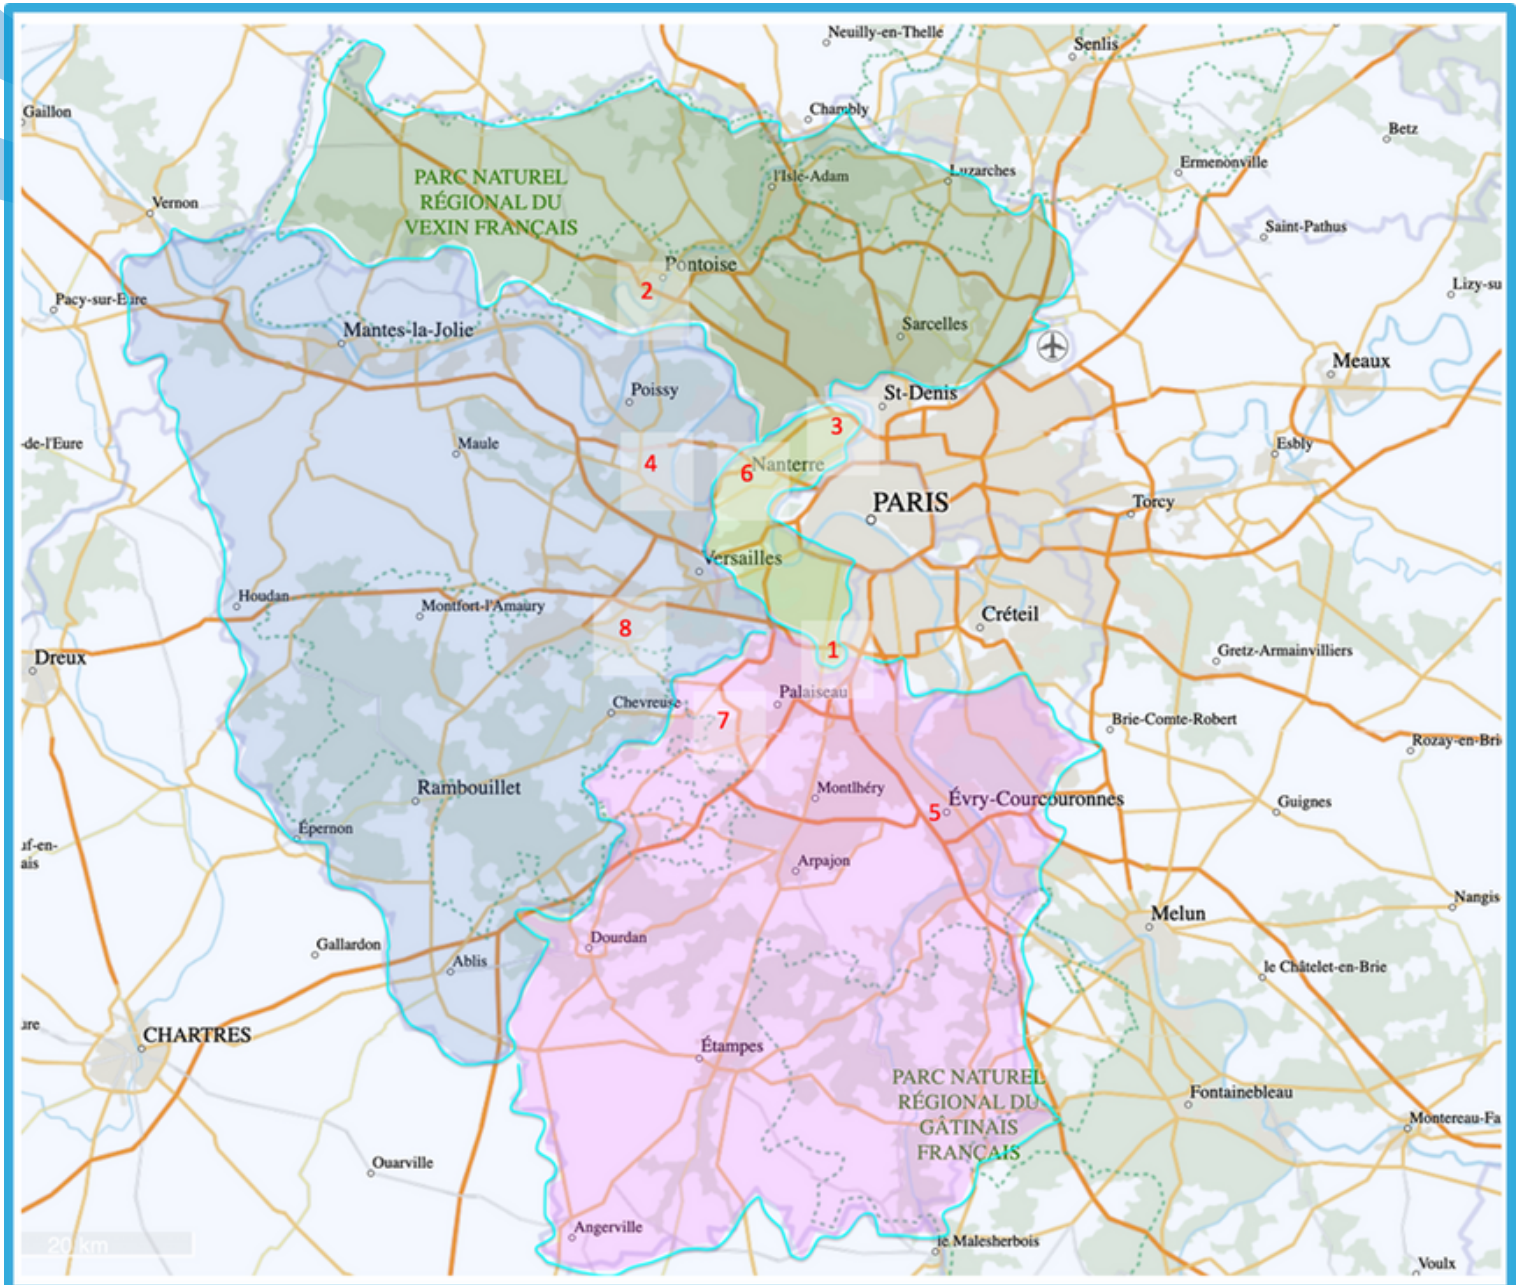 Neuilly-en-Thelle
Senlis
Gaillon
Chambly
Betz
Ermenonville
PARC NATUREL
RÉGIONAL DU
VEXIN FRANÇAIS
l'Isle-Adam
Luzarches
Vernon
Saint-Pathus
Pontoise
2
Lizy-su
Pacy-sur-Eure
Mantes-la-Jolie
Sarcelles
Meaux
Poissy
St-Denis
3
-de-l'Eure
Maule
Esbly
4
6
Nanterre
PARIS
Torcy
Versailles
Houdan
Montfort-l'Amaury
Créteil
8
1
Dreux
Gretz-Armainvilliers
Chevreuse
Palaiseau
7
Brie-Comte-Robert
Rozay-en-Bri
Rambouillet
Montlhéry
5
Évry-Courcouronnes
Guignes
Épernon
uf-en-
ais
Arpajon
Nangis
Melun
Dourdan
Gallardon
Ablis
le Châtelet-en-Brie
ure
CHARTRES
Étampes
PARC NATUREL
RÉGIONAL DU
GÂTINAIS
FRANÇAIS
Fontainebleau
Montereau-Fa
Ouarville
Angerville
20 km
le Malesherbois
Voulx